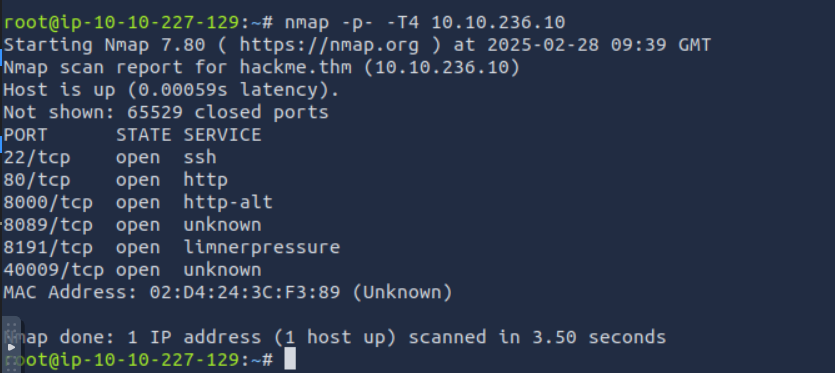 root@ip-10-10-227-129:~# nmap -p- -T4 10.10.236.10
Starting Nmap 7.80 ( https://nmap.org ) at 2025-02-28 09:39 GMT
Nmap scan report for hackme.thm (10.10.236.10)
Host is up (0.00059s latency).
Not shown: 65529 closed ports
PORT      STATE SERVICE
22/tcp    open  ssh
80/tcp    open  http
8000/tcp  open  http-alt
8089/tcp  open  unknown
8191/tcp  open  limnerpressure
40009/tcp open  unknown
MAC Address: 02:D4:24:3C:F3:89 (Unknown)
Nmap done: 1 IP address (1 host up) scanned in 3.50 seconds
root@ip-10-10-227-129:~#